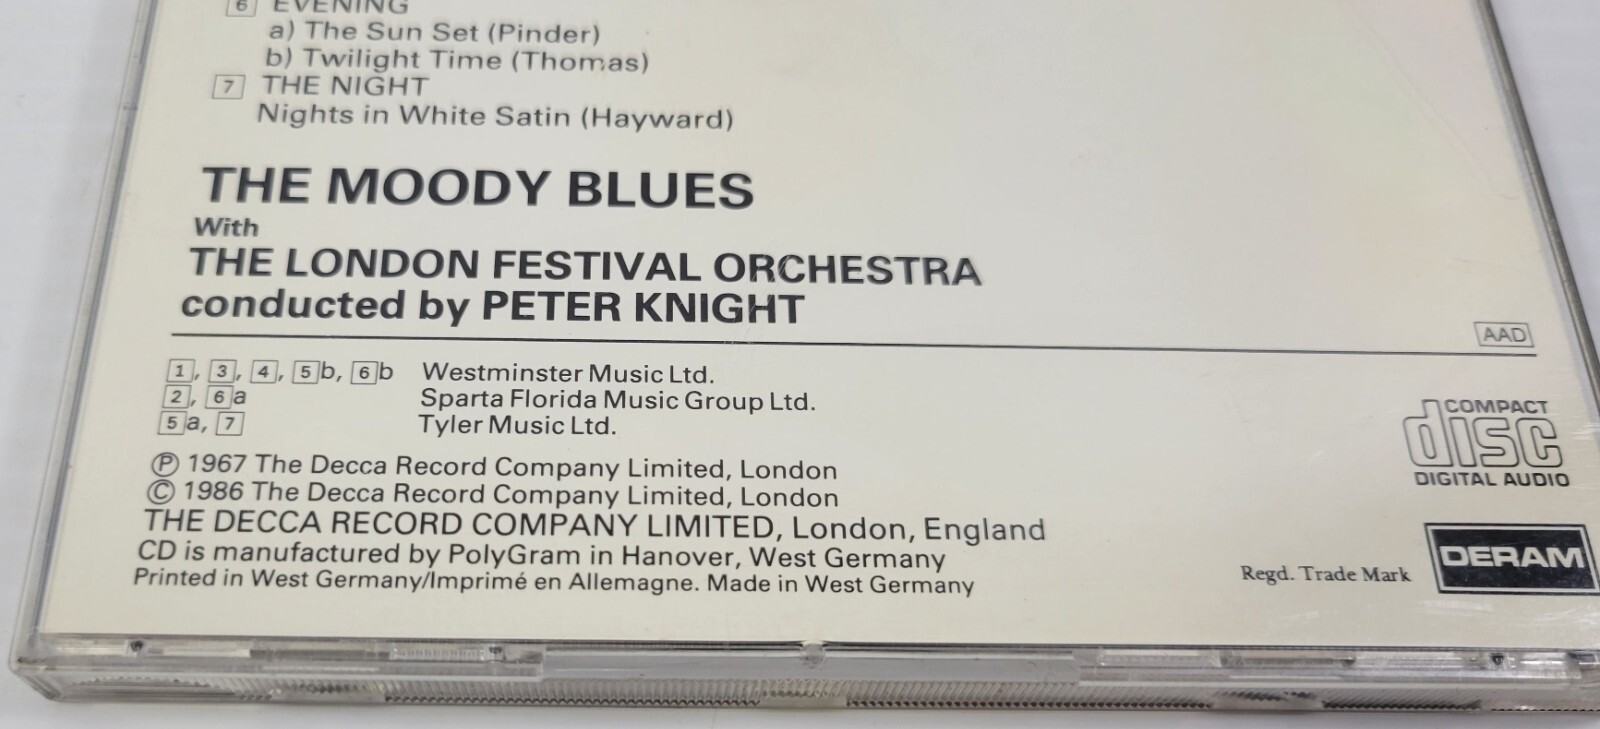 6 EVENING
a) The Sun Set (Pinder)
b) Twilight Time (Thomas)
7 THE NIGHT
Nights in White Satin (Hayward)
THE MOODY BLUES
With
THE LONDON FESTIVAL ORCHESTRA
conducted by PETER KNIGHT
AAD
1, 3, 4, 5b, 6b Westminster Music Ltd.
2, 6a Sparta Florida Music Group Ltd.
5a, 7 Tyler Music Ltd.
℗ 1967 The Decca Record Company Limited, London
© 1986 The Decca Record Company Limited, London
THE DECCA RECORD COMPANY LIMITED, London, England
CD is manufactured by PolyGram in Hanover, West Germany
Printed in West Germany/Imprimé en Allemagne. Made in West Germany
COMPACT
disc
DIGITAL AUDIO
Regd. Trade Mark
DERAM